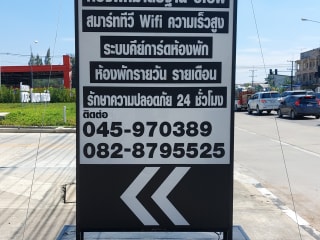 สมาร์ททีวี Wifi ความเร็วสูง
ระบบคีย์การ์ดห้องพัก
ห้องพักรายวัน รายเดือน
รักษาความปลอดภัย 24 ชั่วโมง
ติดต่อ
045-970389
082-8795525